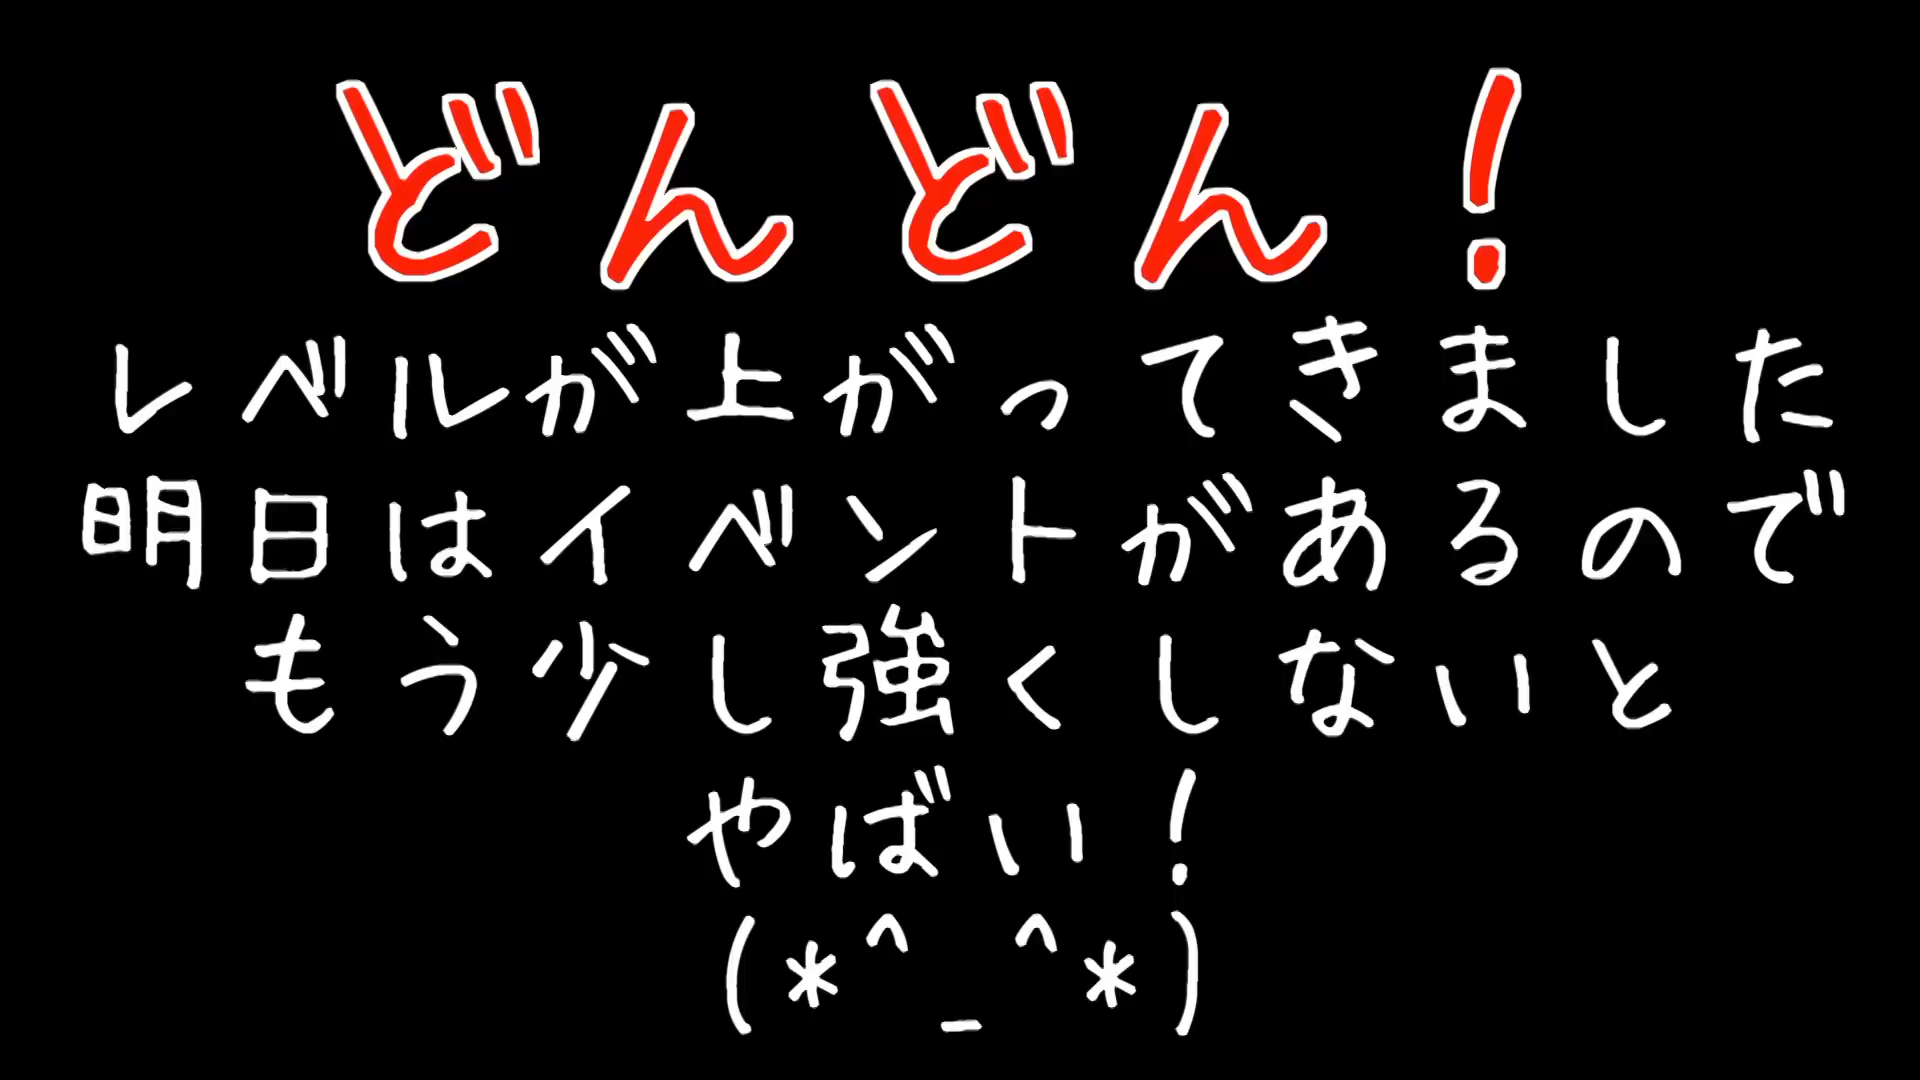 どんどん！
レベルが上がってきました
明日はイベントがあるので
もう少し強くしないと
やばい！
(*^_^*)